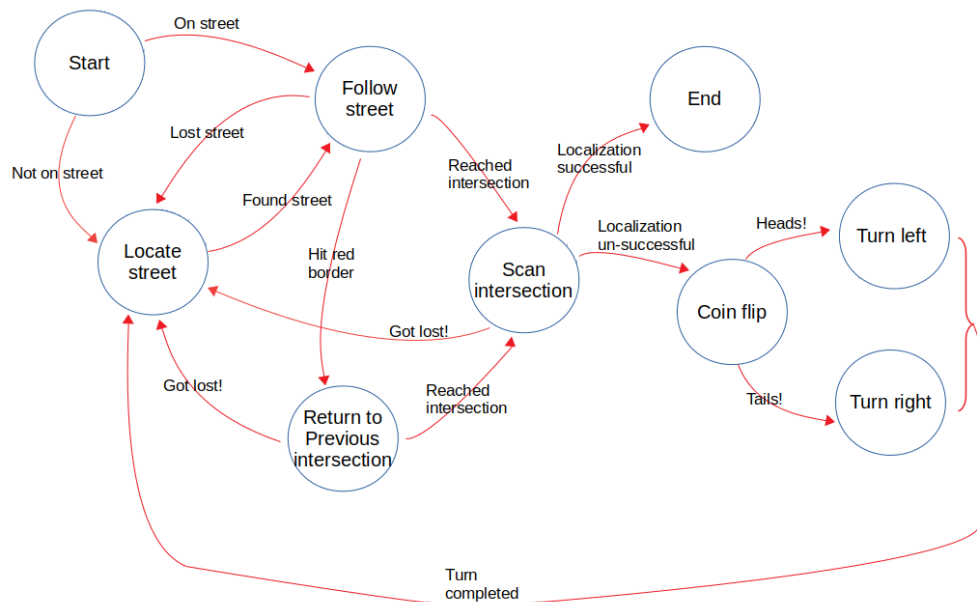 On street
Start
Follow
street
End
Lost street
Localization
successful
Reached
intersection
Not on street
Found street
Heads!
Localization
un-successful
Turn left
Locate
street
Hit red
border
Scan
intersection
Coin flip
Got lost!
Got lost!
Reached
intersection
Tails!
Turn right
Return to
Previous
intersection
Turn
completed